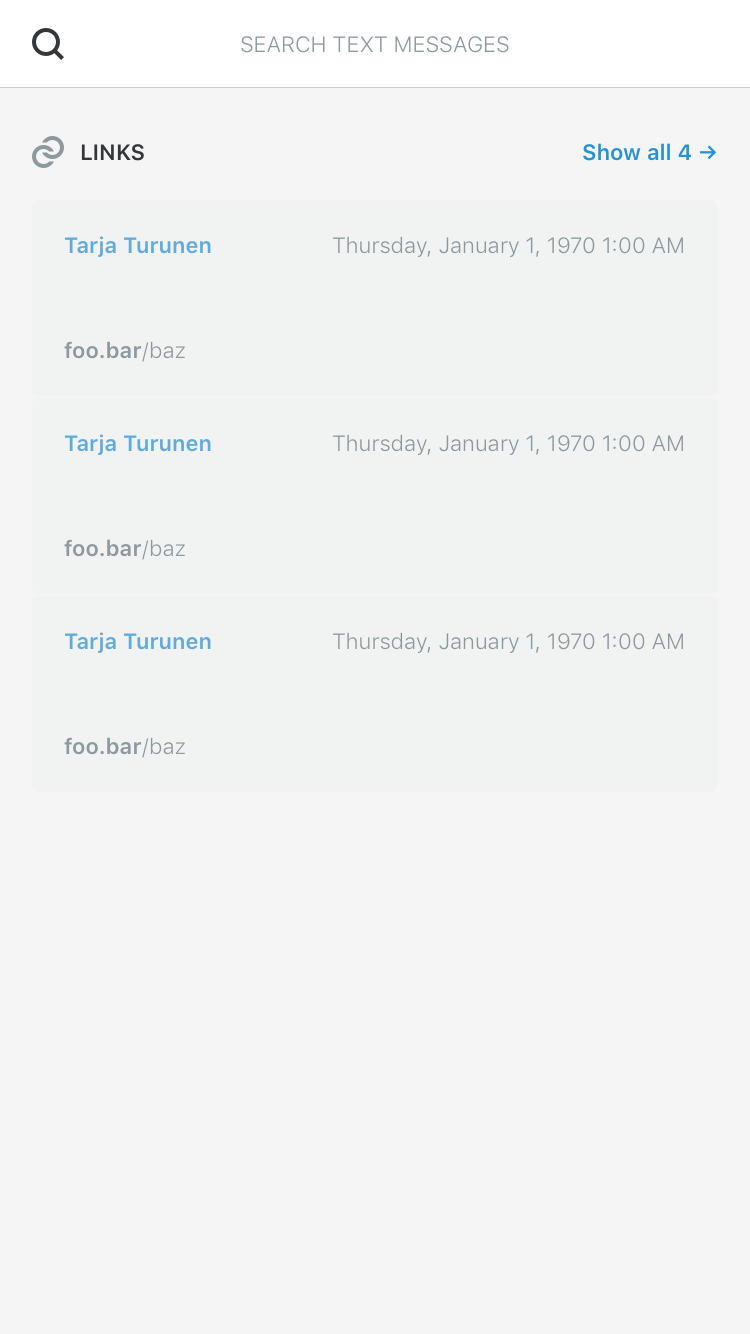 SEARCH TEXT MESSAGES
LINKS Show all 4 →
Tarja Turunen Thursday, January 1, 1970 1:00 AM
foo.bar/baz
Tarja Turunen Thursday, January 1, 1970 1:00 AM
foo.bar/baz
Tarja Turunen Thursday, January 1, 1970 1:00 AM
foo.bar/baz